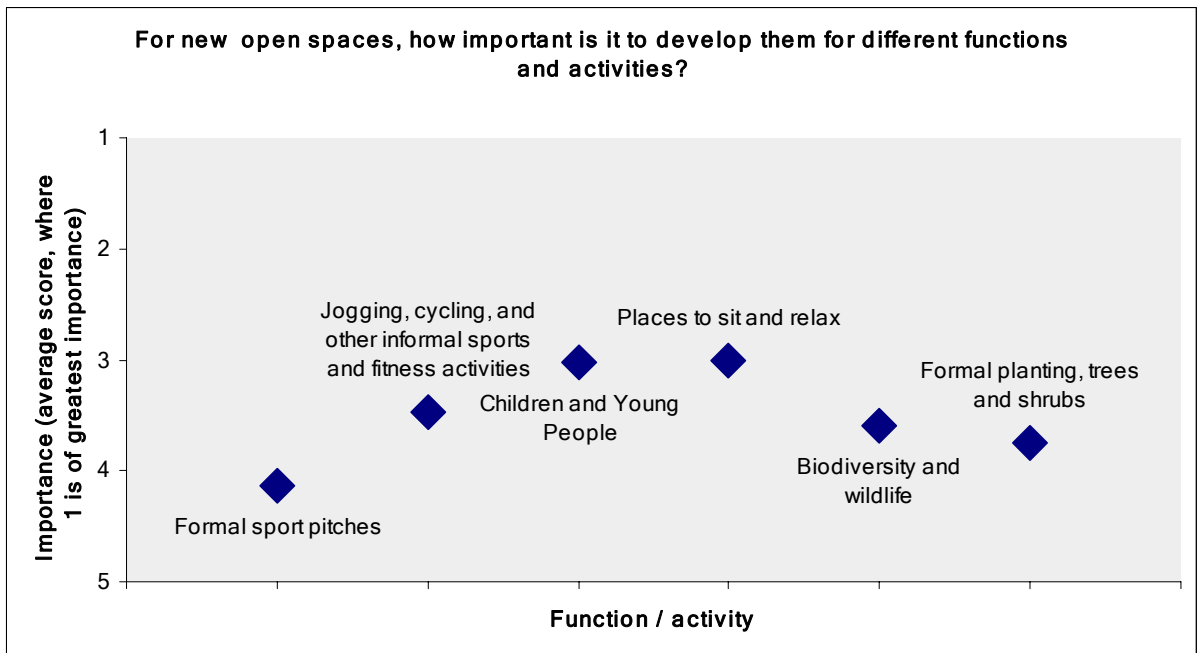 For new open spaces, how important is it to develop them for different functions
and activities?
Importance (average score, where
1 is of greatest importance)
1
2
3
4
5
Formal sport pitches
Jogging, cycling, and
other informal sports
and fitness activities
Children and Young
People
Places to sit and relax
Biodiversity and
wildlife
Formal planting, trees
and shrubs
Function / activity